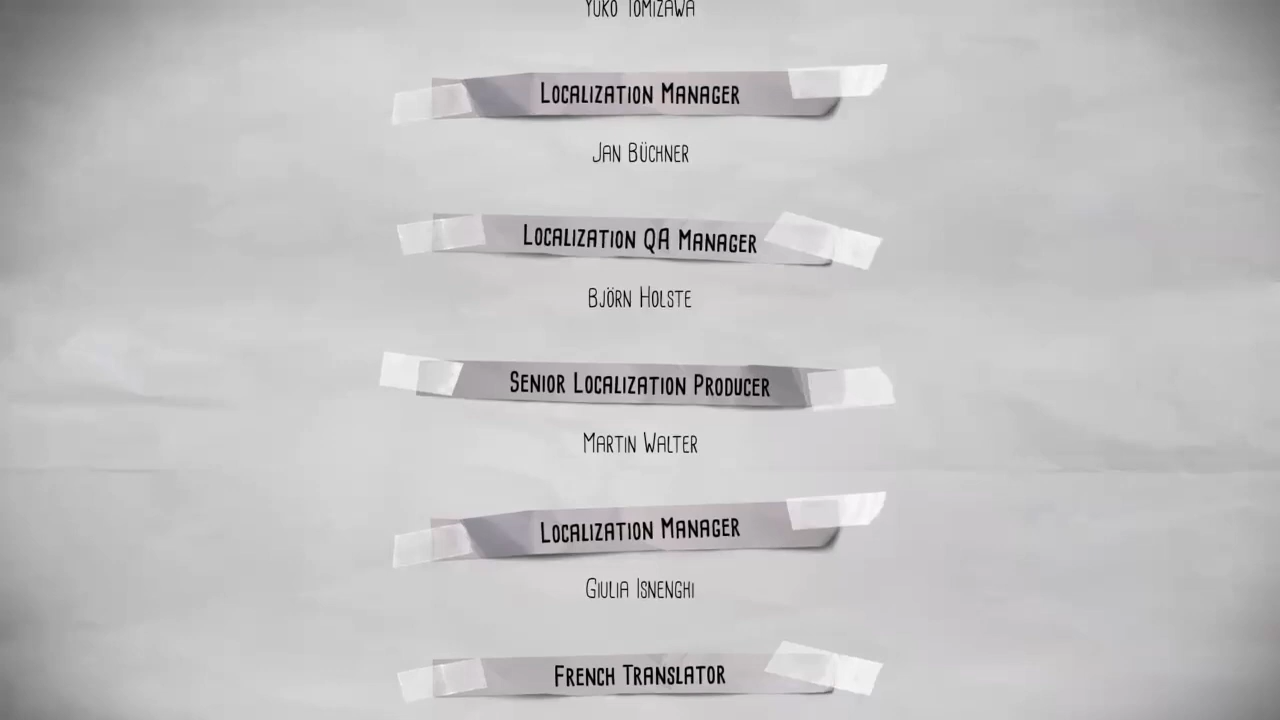 Yuko Tomizawa
Localization Manager
Jan Büchner
Localization QA Manager
Björn Holste
Senior Localization Producer
Martin Walter
Localization Manager
Giulia Isnenghi
French Translator